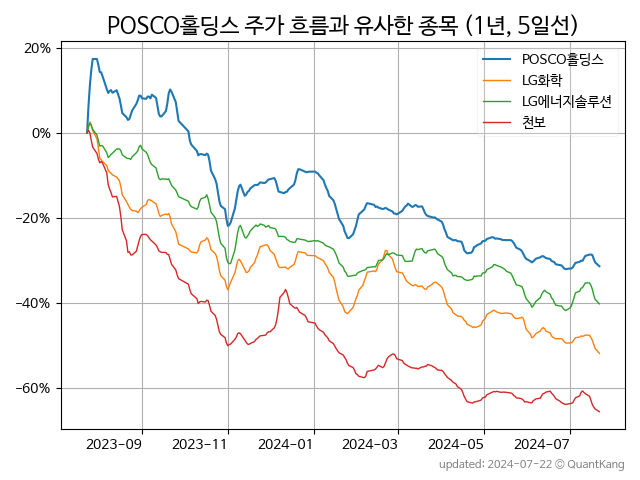 POSCO홀딩스 주가 흐름과 유사한 종목 (1년, 5일선)
20%
0%
−20%
−40%
−60%
POSCO홀딩스
LG화학
LG에너지솔루션
천보
2023-09
2023-11
2024-01
2024-03
2024-05
2024-07
updated: 2024-07-22 © QuantKang